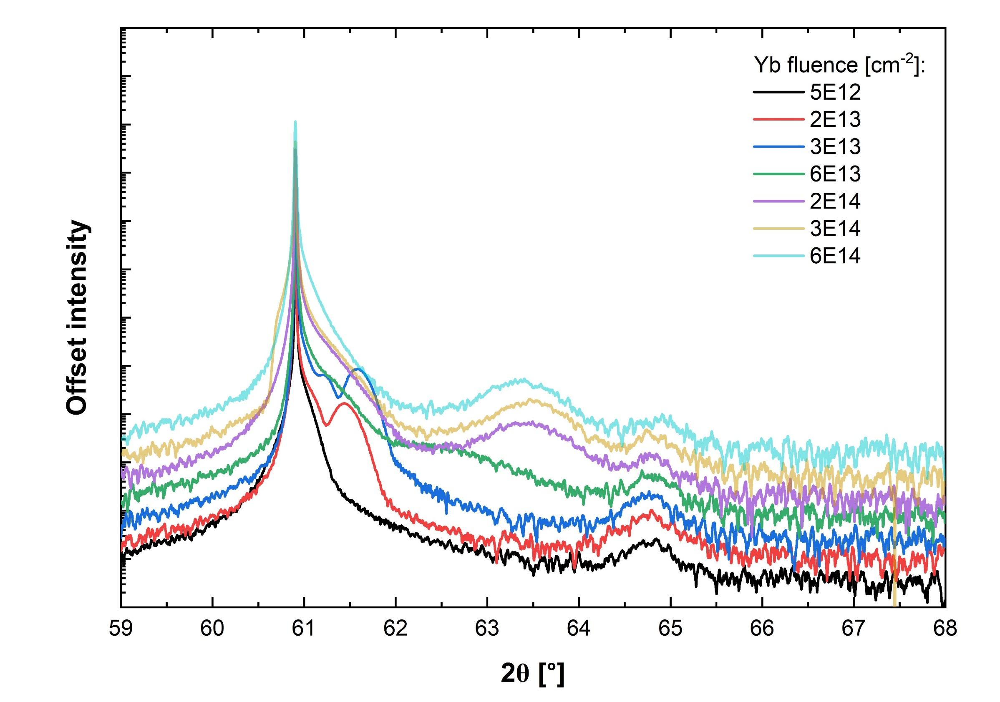 Yb fluence [cm⁻²]:
5E12
2E13
3E13
6E13
2E14
3E14
6E14
Offset intensity
59 60 61 62 63 64 65 66 67 68
2θ [°]